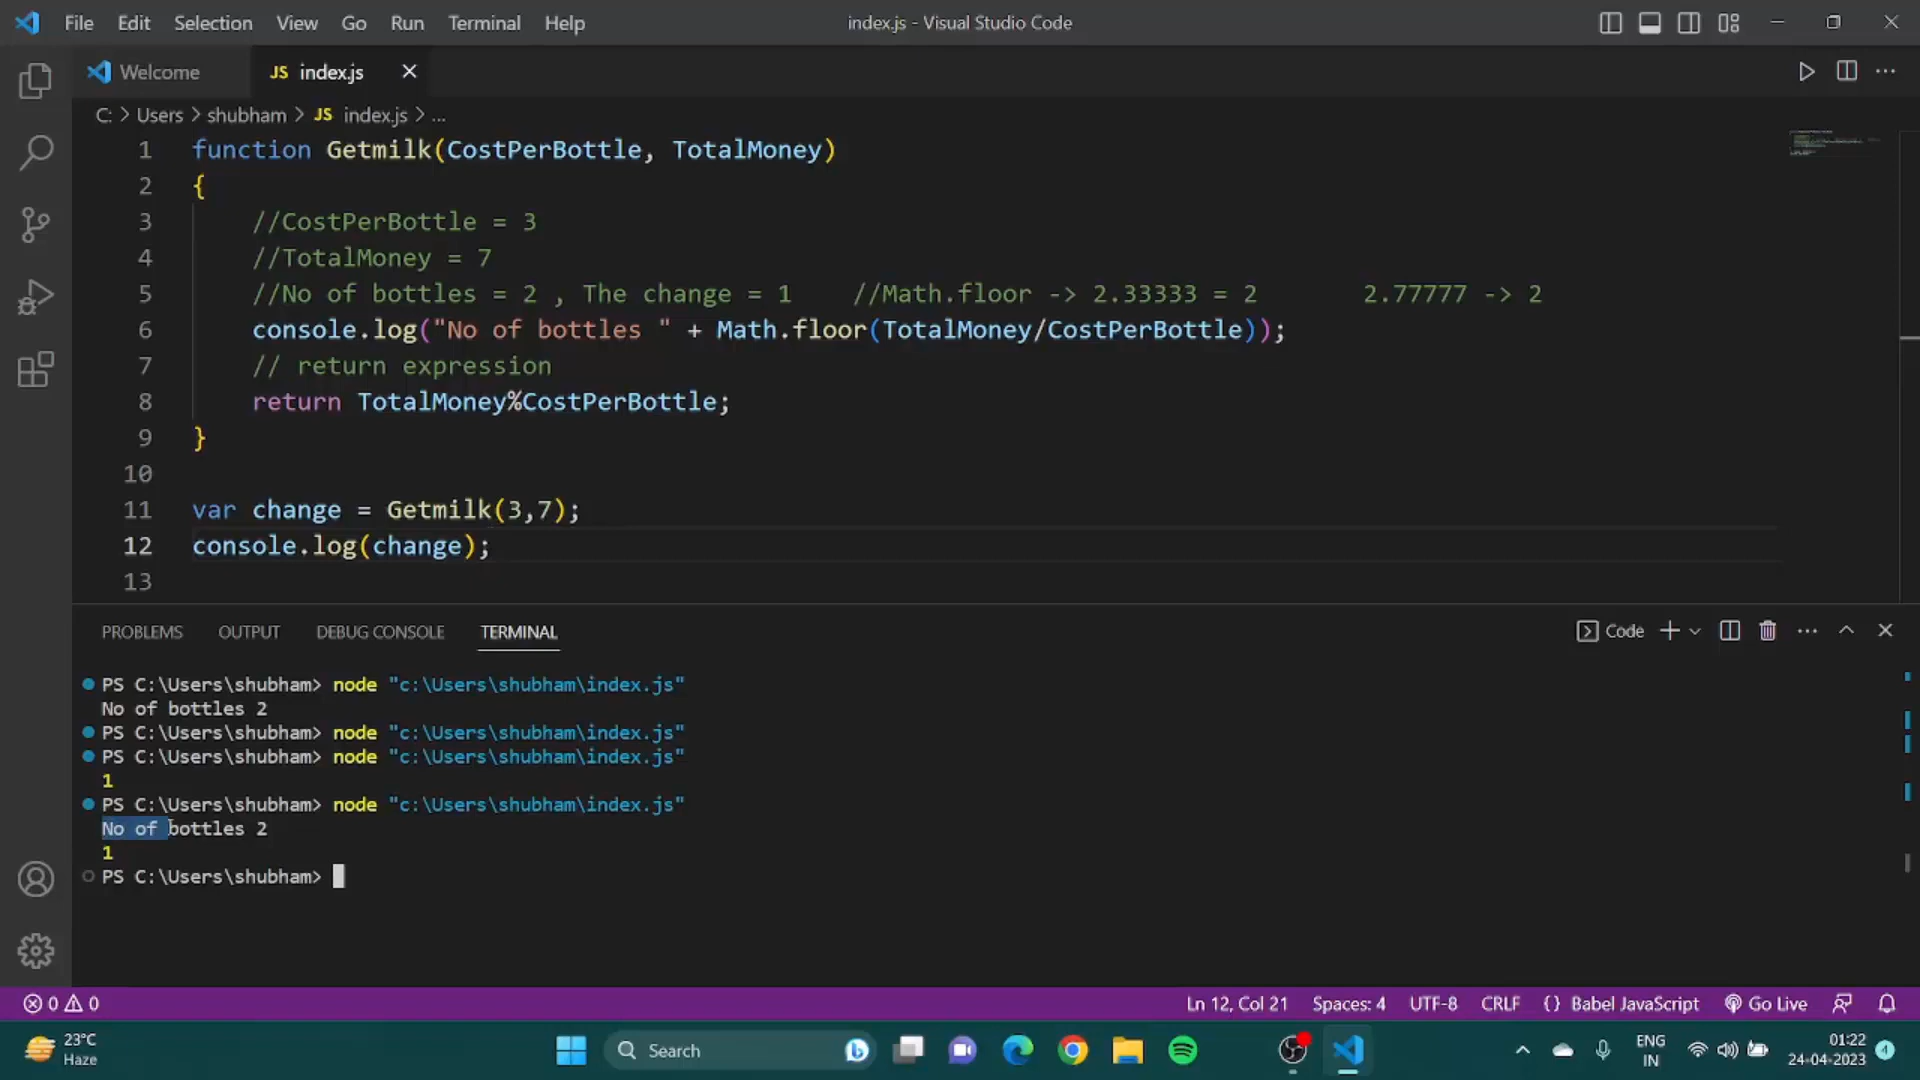 File Edit Selection View Go Run Terminal Help index.js - Visual Studio Code
Welcome JS index.js
C: > Users > shubham > JS index.js > ...
1 function Getmilk(CostPerBottle, TotalMoney)
2 {
3 //CostPerBottle = 3
4 //TotalMoney = 7
5 //No of bottles = 2 , The change = 1 //Math.floor -> 2.33333 = 2 2.77777 -> 2
6 console.log("No of bottles " + Math.floor(TotalMoney/CostPerBottle));
7 // return expression
8 return TotalMoney%CostPerBottle;
9 }
10
11 var change = Getmilk(3,7);
12 console.log(change);
13
PROBLEMS OUTPUT DEBUG CONSOLE TERMINAL Code
PS C:\Users\shubham> node "c:\Users\shubham\index.js"
No of bottles 2
PS C:\Users\shubham> node "c:\Users\shubham\index.js"
PS C:\Users\shubham> node "c:\Users\shubham\index.js"
1
PS C:\Users\shubham> node "c:\Users\shubham\index.js"
No of bottles 2
1
PS C:\Users\shubham>
0 0 Ln 12, Col 21 Spaces: 4 UTF-8 CRLF {} Babel JavaScript Go Live
23°C
Haze
Search
ENG
IN
01:22
24-04-2023
4